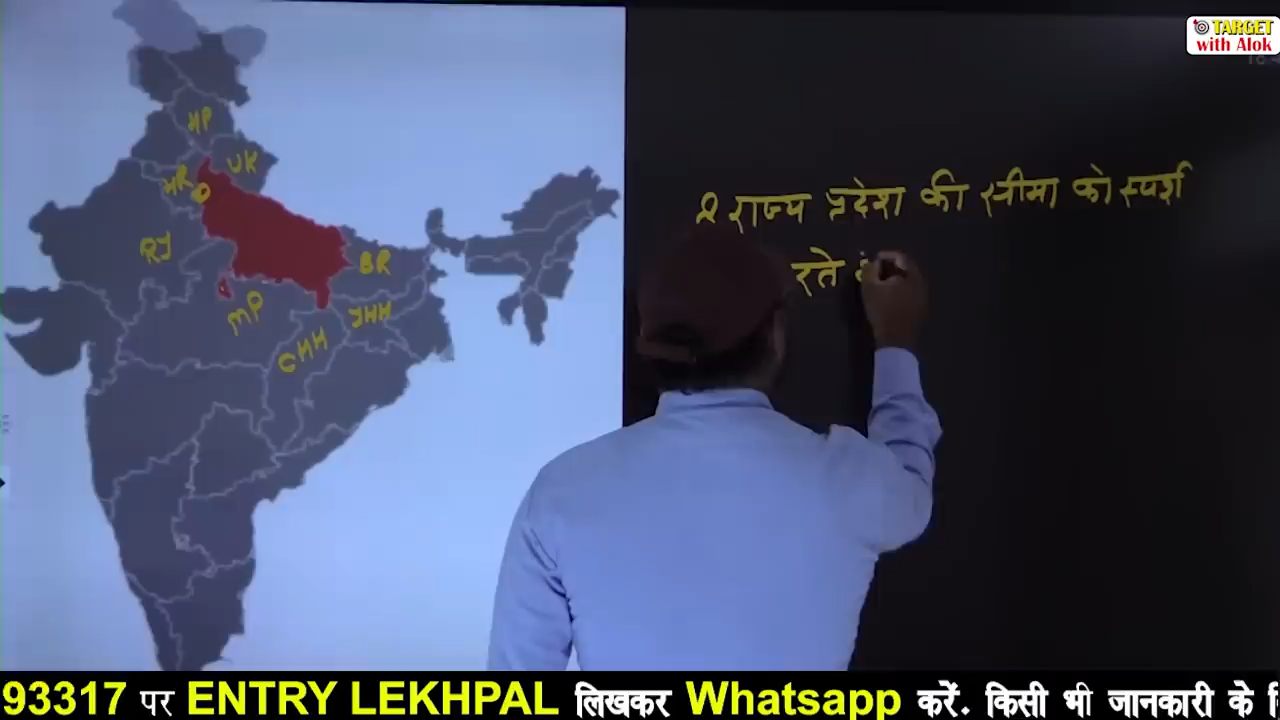 TARGET
with Alok
HP
UK
HR
RJ
BR
MP
JHH
CHH
राज्य प्रदेश की सीमा को स्पर्श
रते
93317 पर ENTRY LEKHPAL लिखकर Whatsapp करें. किसी भी जानकारी के